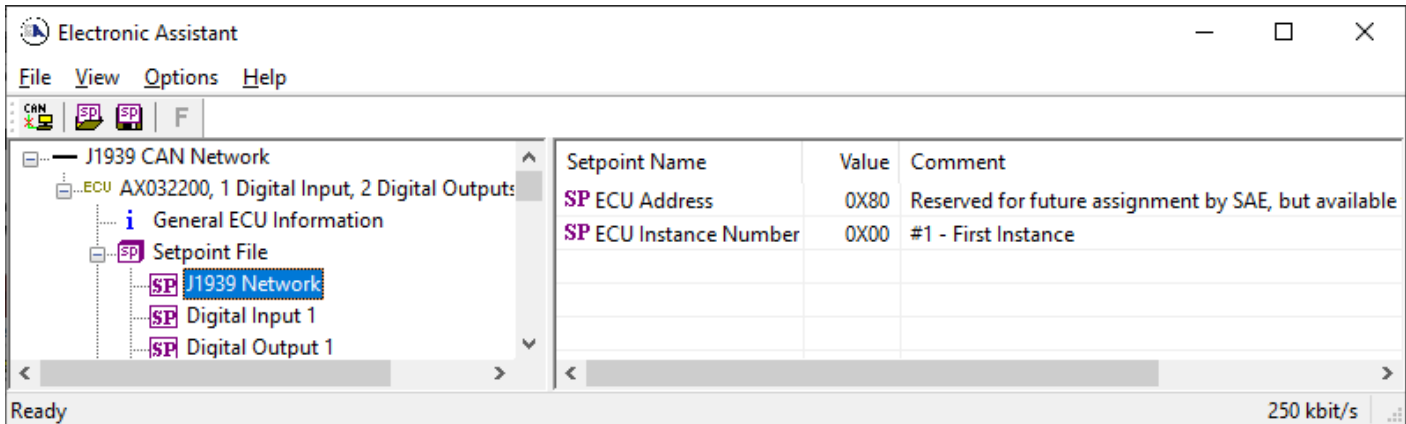 Electronic Assistant
File View Options Help
CAN SP SP F
J1939 CAN Network
ECU AX032200, 1 Digital Input, 2 Digital Outputs
i General ECU Information
SP Setpoint File
SP J1939 Network
SP Digital Input 1
SP Digital Output 1
Setpoint Name Value Comment
SP ECU Address 0X80 Reserved for future assignment by SAE, but available
SP ECU Instance Number 0X00 #1 - First Instance
Ready 250 kbit/s